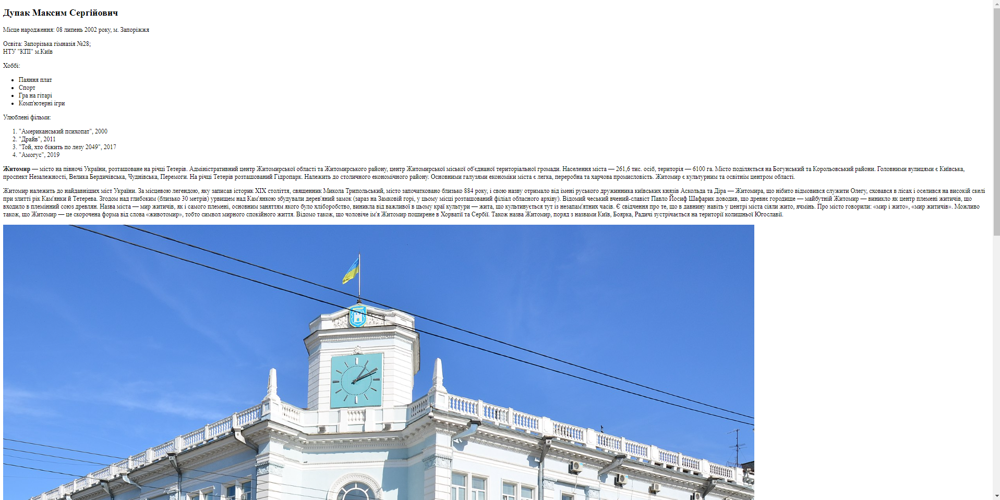 Дупак Максим Сергійович
Місце народження: 08 липень 2002 року, м. Запоріжжя
Освіта: Запорізька гімназія №28;
НТУ "КПІ" м.Київ
Хоббі:
• Паяння плат
• Спорт
• Гра на гітарі
• Комп'ютерні ігри
Улюблені фільми:
1. "Американський психопат", 2000
2. "Драйв", 2011
3. "Той, хто біжить по лезу 2049", 2017
4. "Амогус", 2019
Житомир — місто на півночі України, розташоване на річці Тетерів. Адміністративний центр Житомирської області та Житомирського району, центр Житомирської міської об'єднаної територіальної громади. Населення міста — 261,6 тис. осіб, територія — 6100 га. Місто поділяється на Богунський та Корольовський райони. Головними вулицями є Київська,
проспект Незалежності, Велика Бердичівська, Чуднівська, Перемоги. На річці Тетерів розташований Гідропарк. Належить до столичного економічного району. Основними галузями економіки міста є легка, переробна та харчова промисловість. Житомир є культурним та освітнім центром області.
Житомир належить до найдавніших міст України. За місцевою легендою, яку записав історик XIX століття, священник Микола Трипольський, місто започатковано близько 884 року, і свою назву отримало від імені руського дружинника київських князів Аскольда та Діра — Житомира, що нібито відмовився служити Олегу, сховався в лісах і оселився на високій скелі
при злитті рік Кам'янки й Тетерева. Згодом над глибоким (близько 30 метрів) урвищем над Кам'янкою збудували дерев'яний замок (зараз на Замковій горі, у цьому місці розташований філіал обласного архіву). Відомий чеський вчений-славіст Павло Йосиф Шафарик доводив, що древнє городище — майбутній Житомир — виникло як центр племені житичів, що
входило в племінний союз древлян. Назва міста — мир житичів, як і самого племені, основним заняттям якого було хліборобство, виникла від важливої в цьому краї культури — жита, що культивується тут із незапам'ятних часів. Є свідчення про те, що в давнину навіть у центрі міста сіяли жито, ячмінь. Про місто говорили: «мир і жито», «мир житичів». Можливо
також, що Житомир — це скорочена форма від слова «животомир», тобто символ мирного спокійного життя. Відомо також, що чоловіче ім'я Житомир поширене в Хорватії та Сербії. Також назва Житомир, поряд з назвами Київ, Боярка, Радичі зустрічається на території колишньої Югославії.